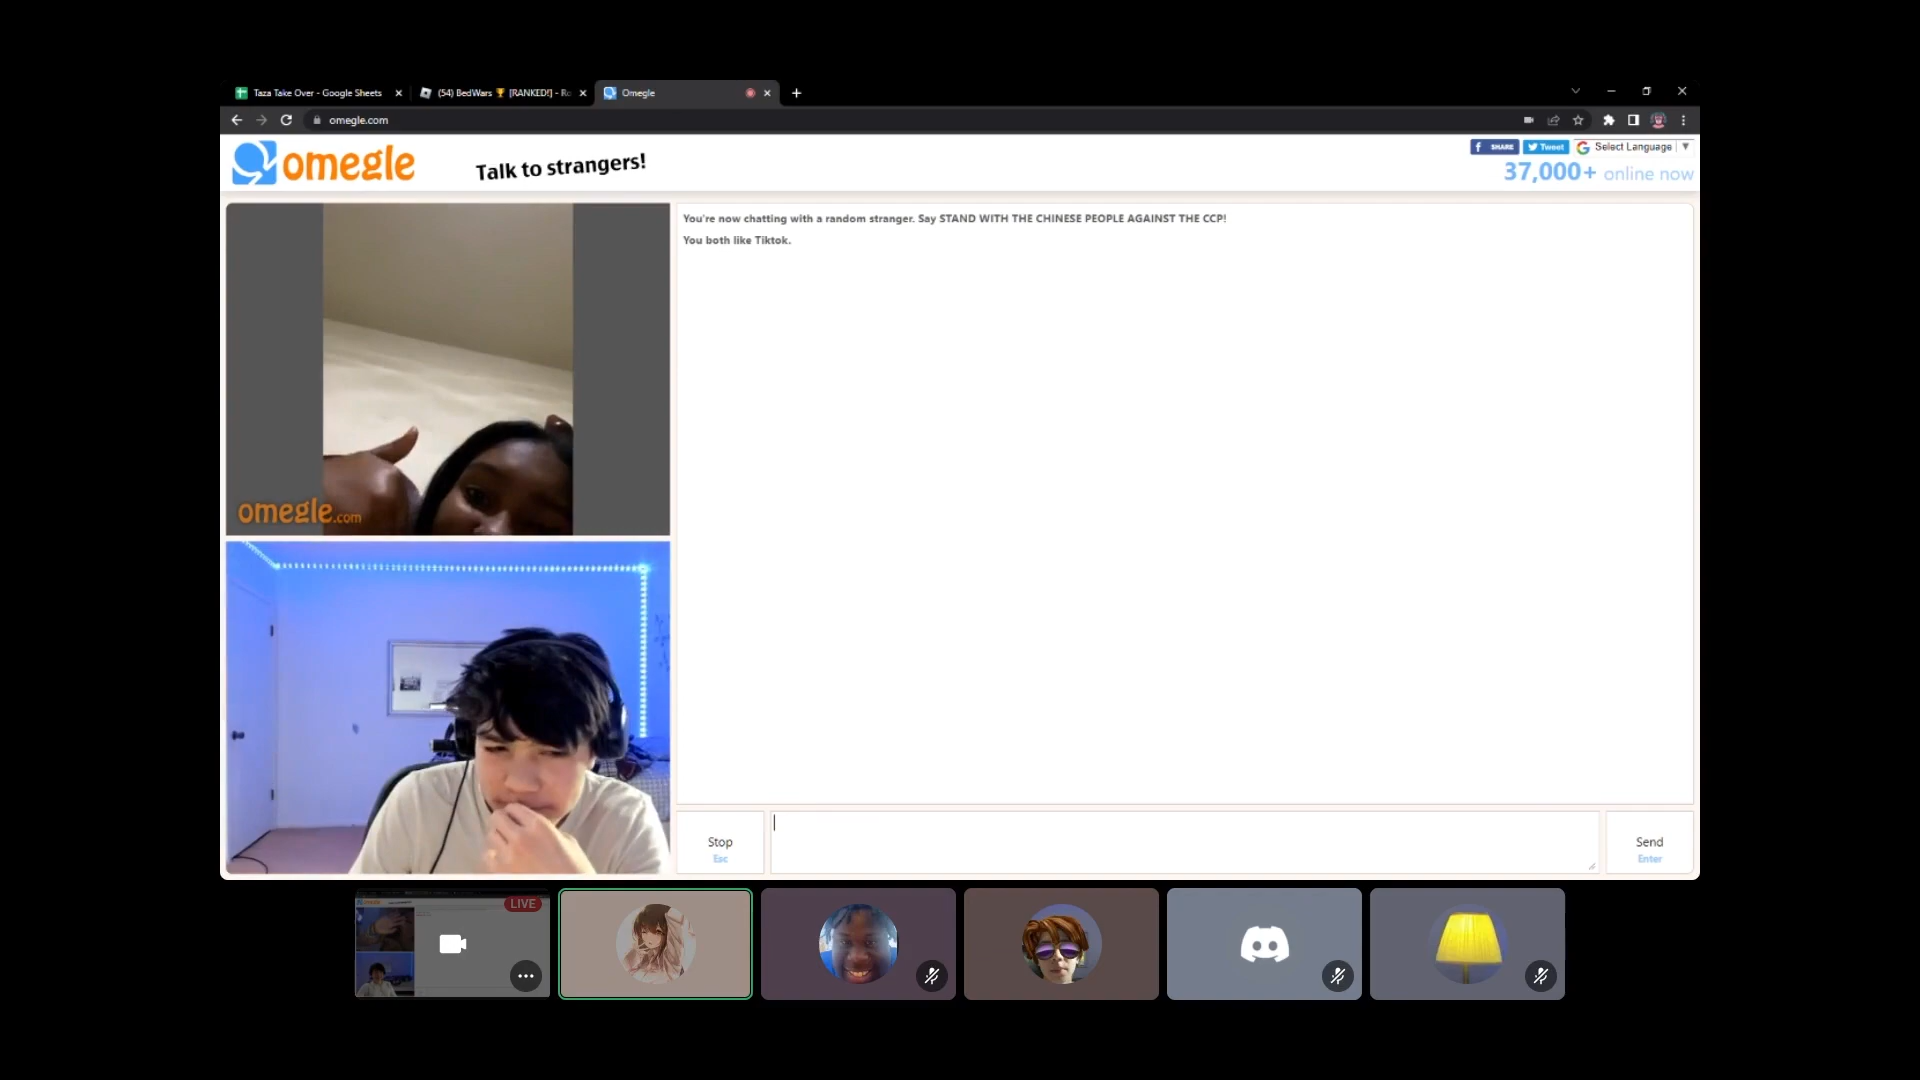 Taza Take Over - Google Sheets
(54) BedWars 🏆 [RANKED!] - Ro
Omegle
omegle.com
omegle
Talk to strangers!
SHARE
Tweet
Select Language
37,000+ online now
You're now chatting with a random stranger. Say STAND WITH THE CHINESE PEOPLE AGAINST THE CCP!
You both like Tiktok.
omegle.com
Stop
Esc
Send
Enter
LIVE